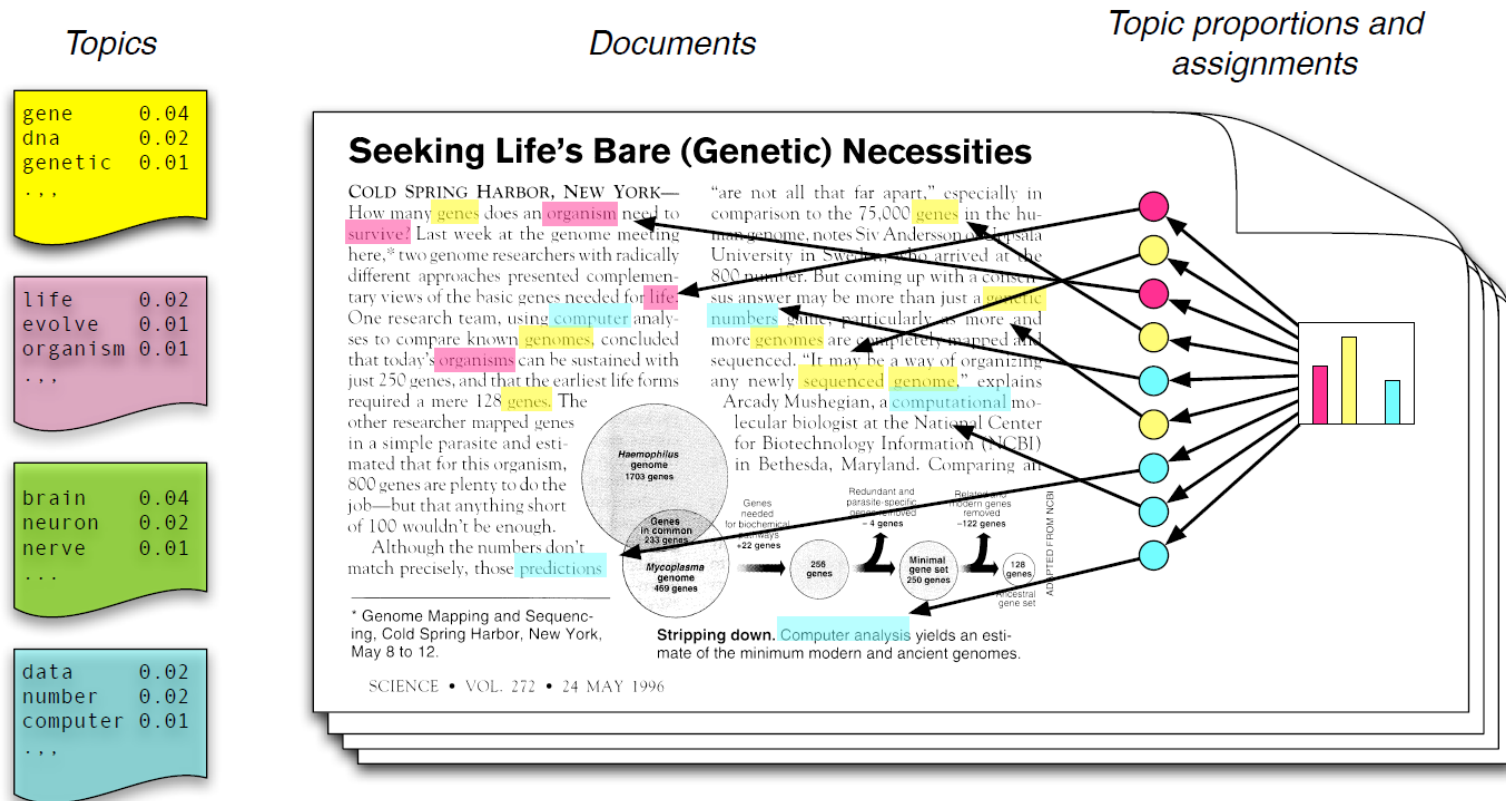 Topics
Documents
Topic proportions and
assignments
gene 0.04
dna 0.02
genetic 0.01
.,,
life 0.02
evolve 0.01
organism 0.01
.,,
brain 0.04
neuron 0.02
nerve 0.01
...
data 0.02
number 0.02
computer 0.01
.,,
Seeking Life's Bare (Genetic) Necessities
COLD SPRING HARBOR, NEW YORK—
How many genes does an organism need to
survive? Last week at the genome meeting
here,* two genome researchers with radically
different approaches presented complemen-
tary views of the basic genes needed for life.
One research team, using computer analy-
ses to compare known genomes, concluded
that today's organisms can be sustained with
just 250 genes, and that the earliest life forms
required a mere 128 genes. The
other researcher mapped genes
in a simple parasite and esti-
mated that for this organism,
800 genes are plenty to do the
job—but that anything short
of 100 wouldn't be enough.
Although the numbers don't
match precisely, those predictions
* Genome Mapping and Sequenc-
ing, Cold Spring Harbor, New York,
May 8 to 12.
"are not all that far apart," especially in
comparison to the 75,000 genes in the hu-
man genome, notes Siv Andersson of Uppsala
University in Sweden, who arrived at the
800 number. But coming up with a consen-
sus answer may be more than just a genetic
numbers game, particularly as more and
more genomes are completely mapped and
sequenced. "It may be a way of organizing
any newly sequenced genome," explains
Arcady Mushegian, a computational mo-
lecular biologist at the National Center
for Biotechnology Information (NCBI)
in Bethesda, Maryland. Comparing an
Haemophilus
genome
1703 genes
Genes
in common
233 genes
Mycoplasma
genome
469 genes
Genes
needed
for biochemical
pathways
+22 genes
256
genes
Redundant and
parasite-specific
genes removed
– 4 genes
Minimal
gene set
250 genes
Related and
modern genes
removed
–122 genes
128
genes
Ancestral
gene set
ADAPTED FROM NCBI
Stripping down. Computer analysis yields an esti-
mate of the minimum modern and ancient genomes.
SCIENCE • VOL. 272 • 24 MAY 1996